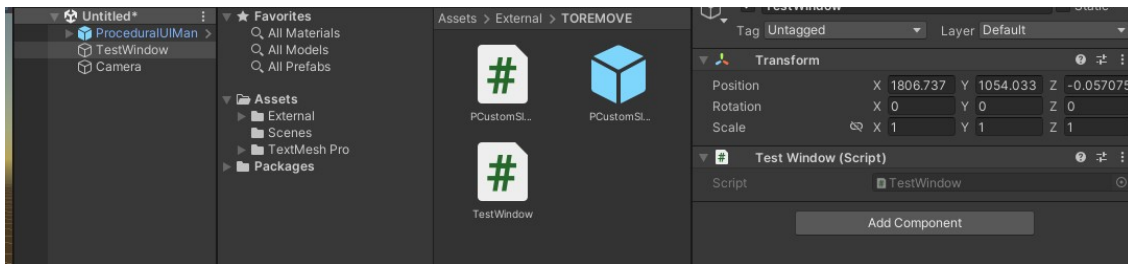 Untitled*
ProceduralUIMan
TestWindow
Camera
Favorites
All Materials
All Models
All Prefabs
Assets
External
Scenes
TextMesh Pro
Packages
Assets > External > TOREMOVE
PCustomSl...
PCustomSl...
TestWindow
TestWindow
Static
Tag Untagged Layer Default
Transform
Position X 1806.737 Y 1054.033 Z -0.057075
Rotation X 0 Y 0 Z 0
Scale X 1 Y 1 Z 1
# Test Window (Script)
Script TestWindow
Add Component